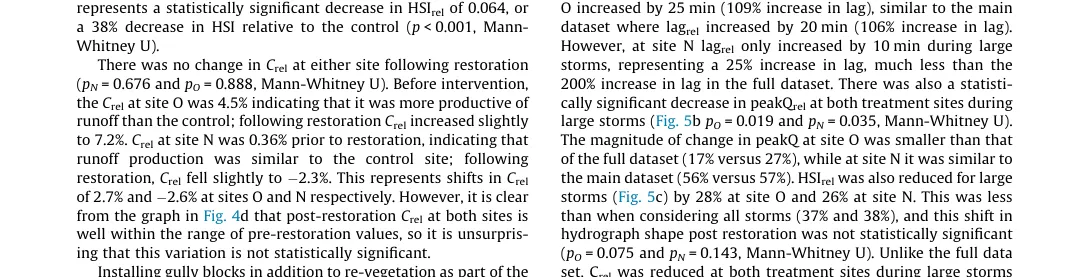 represents a statistically significant decrease in HSIrel of 0.064, or
a 38% decrease in HSI relative to the control (p < 0.001, Mann-
Whitney U).
There was no change in Crel at either site following restoration
(pN = 0.676 and pO = 0.888, Mann-Whitney U). Before intervention,
the Crel at site O was 4.5% indicating that it was more productive of
runoff than the control; following restoration Crel increased slightly
to 7.2%. Crel at site N was 0.36% prior to restoration, indicating that
runoff production was similar to the control site; following
restoration, Crel fell slightly to −2.3%. This represents shifts in Crel
of 2.7% and −2.6% at sites O and N respectively. However, it is clear
from the graph in Fig. 4d that post-restoration Crel at both sites is
well within the range of pre-restoration values, so it is unsurpris-
ing that this variation is not statistically significant.
Installing gully blocks in addition to re-vegetation as part of the
O increased by 25 min (109% increase in lag), similar to the main
dataset where lagrel increased by 20 min (106% increase in lag).
However, at site N lagrel only increased by 10 min during large
storms, representing a 25% increase in lag, much less than the
200% increase in lag in the full dataset. There was also a statisti-
cally significant decrease in peakQrel at both treatment sites during
large storms (Fig. 5b pO = 0.019 and pN = 0.035, Mann-Whitney U).
The magnitude of change in peakQ at site O was smaller than that
of the full dataset (17% versus 27%), while at site N it was similar to
the main dataset (56% versus 57%). HSIrel was also reduced for large
storms (Fig. 5c) by 28% at site O and 26% at site N. This was less
than when considering all storms (37% and 38%), and this shift in
hydrograph shape post restoration was not statistically significant
(pO = 0.075 and pN = 0.143, Mann-Whitney U). Unlike the full data
set, Crel was reduced at both treatment sites during large storms